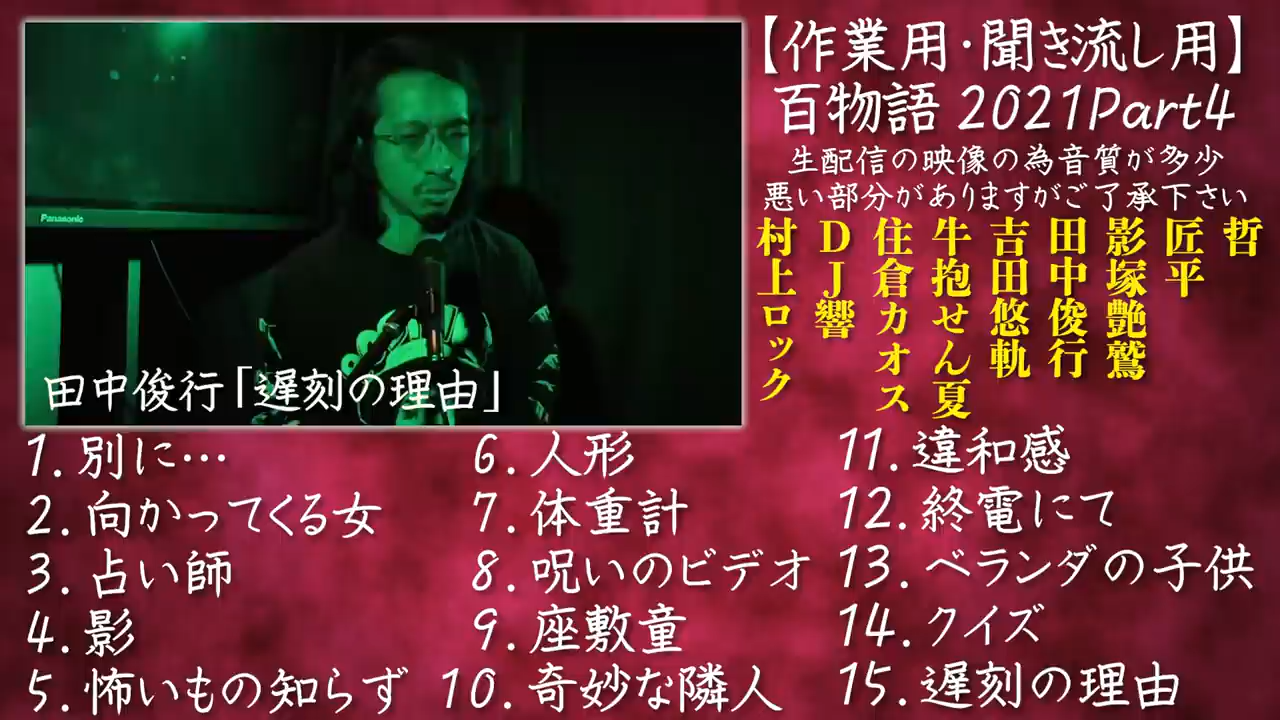 【作業用・聞き流し用】
百物語 2021Part4
生配信の映像の為音質が多少
悪い部分がありますがご了承下さい
哲
匠平
影塚艶鷲
田中俊行
吉田悠軌
牛抱せん夏
住倉カオス
DJ響
村上ロック
Panasonic
田中俊行「遅刻の理由」
1. 別に…
2. 向かってくる女
3. 占い師
4. 影
5. 怖いもの知らず
6. 人形
7. 体重計
8. 呪いのビデオ
9. 座敷童
10. 奇妙な隣人
11. 違和感
12. 終電にて
13. ベランダの子供
14. クイズ
15. 遅刻の理由